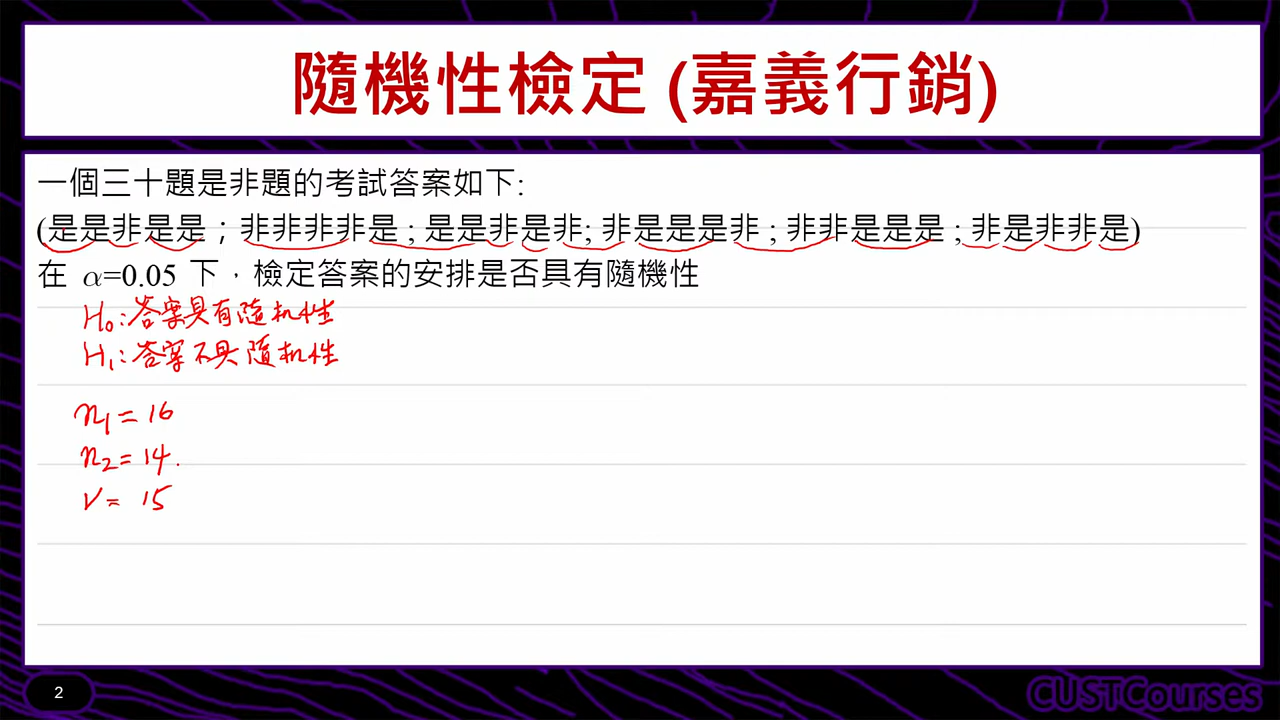 隨機性檢定 (嘉義行銷)
一個三十題是非題的考試答案如下:
(是是非是是；非非非非是 ; 是是非是非; 非是是是非 ; 非非是是是 ; 非是非非是)
在 α=0.05 下，檢定答案的安排是否具有隨機性
H₀:答案具有隨机性
H₁:答案不具隨机性
n₁= 16
n₂= 14.
V= 15
2
CUSTCourses